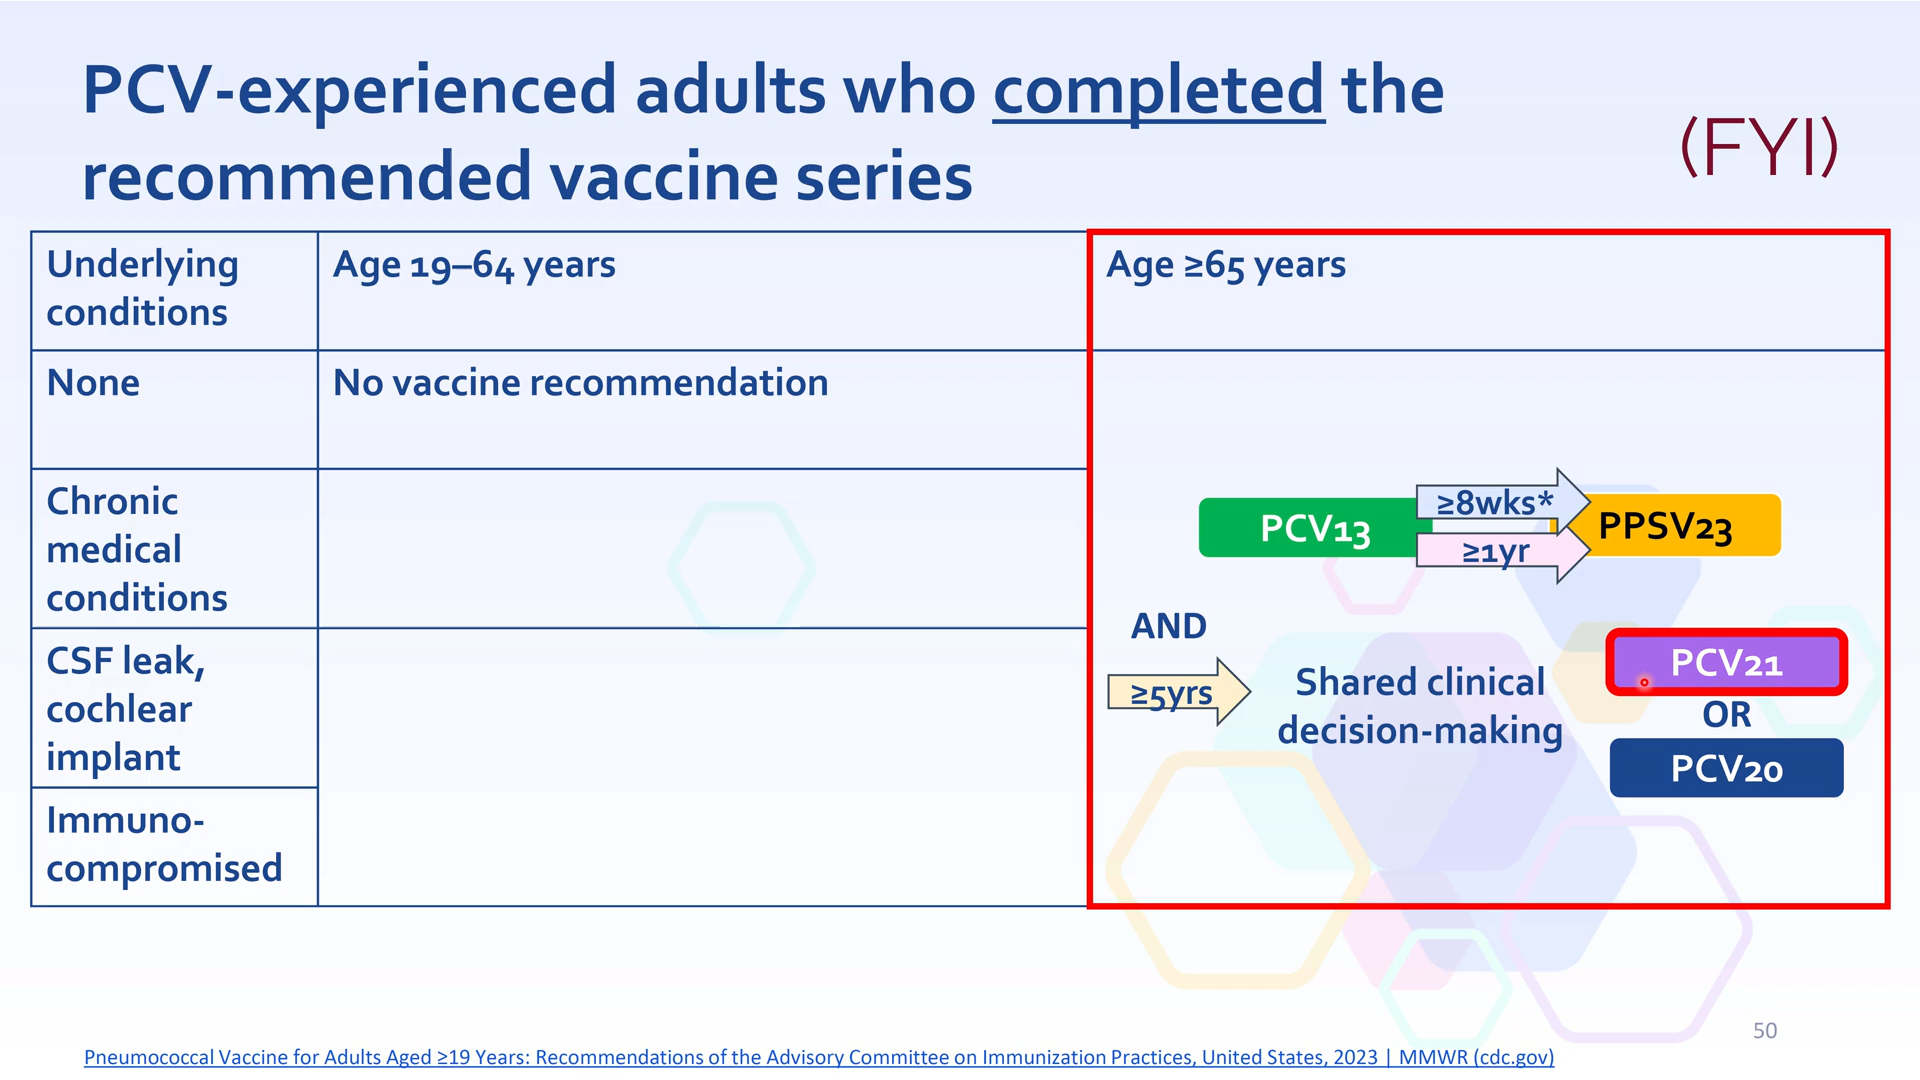 PCV-experienced adults who completed the
recommended vaccine series
(FYI)
Underlying
conditions
Age 19–64 years
Age ≥65 years
None
No vaccine recommendation
Chronic
medical
conditions
PCV13
≥8wks*
≥1yr
PPSV23
CSF leak,
cochlear
implant
AND
≥5yrs
Shared clinical
decision-making
PCV21
OR
PCV20
Immuno-
compromised
50
Pneumococcal Vaccine for Adults Aged ≥19 Years: Recommendations of the Advisory Committee on Immunization Practices, United States, 2023 | MMWR (cdc.gov)